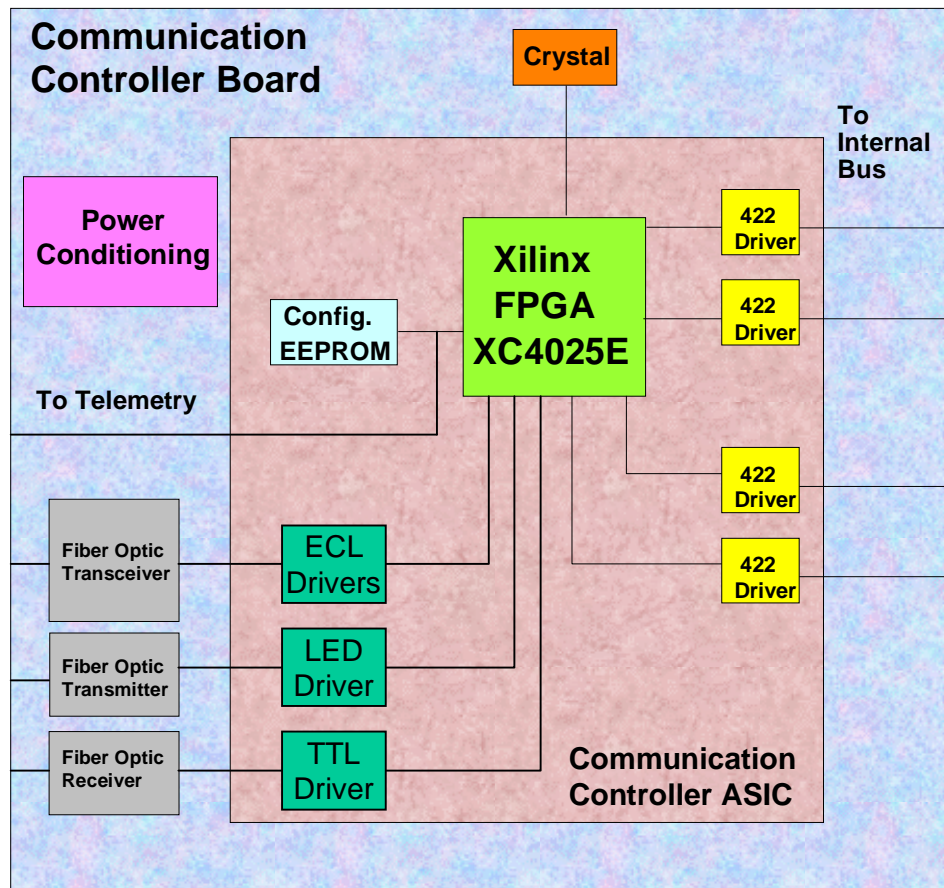 Communication
Controller Board
Crystal
To
Internal
Bus
Power
Conditioning
Xilinx
FPGA
XC4025E
422
Driver
422
Driver
Config.
EEPROM
To Telemetry
422
Driver
Fiber Optic
Transceiver
ECL
Drivers
422
Driver
Fiber Optic
Transmitter
LED
Driver
Fiber Optic
Receiver
TTL
Driver
Communication
Controller ASIC